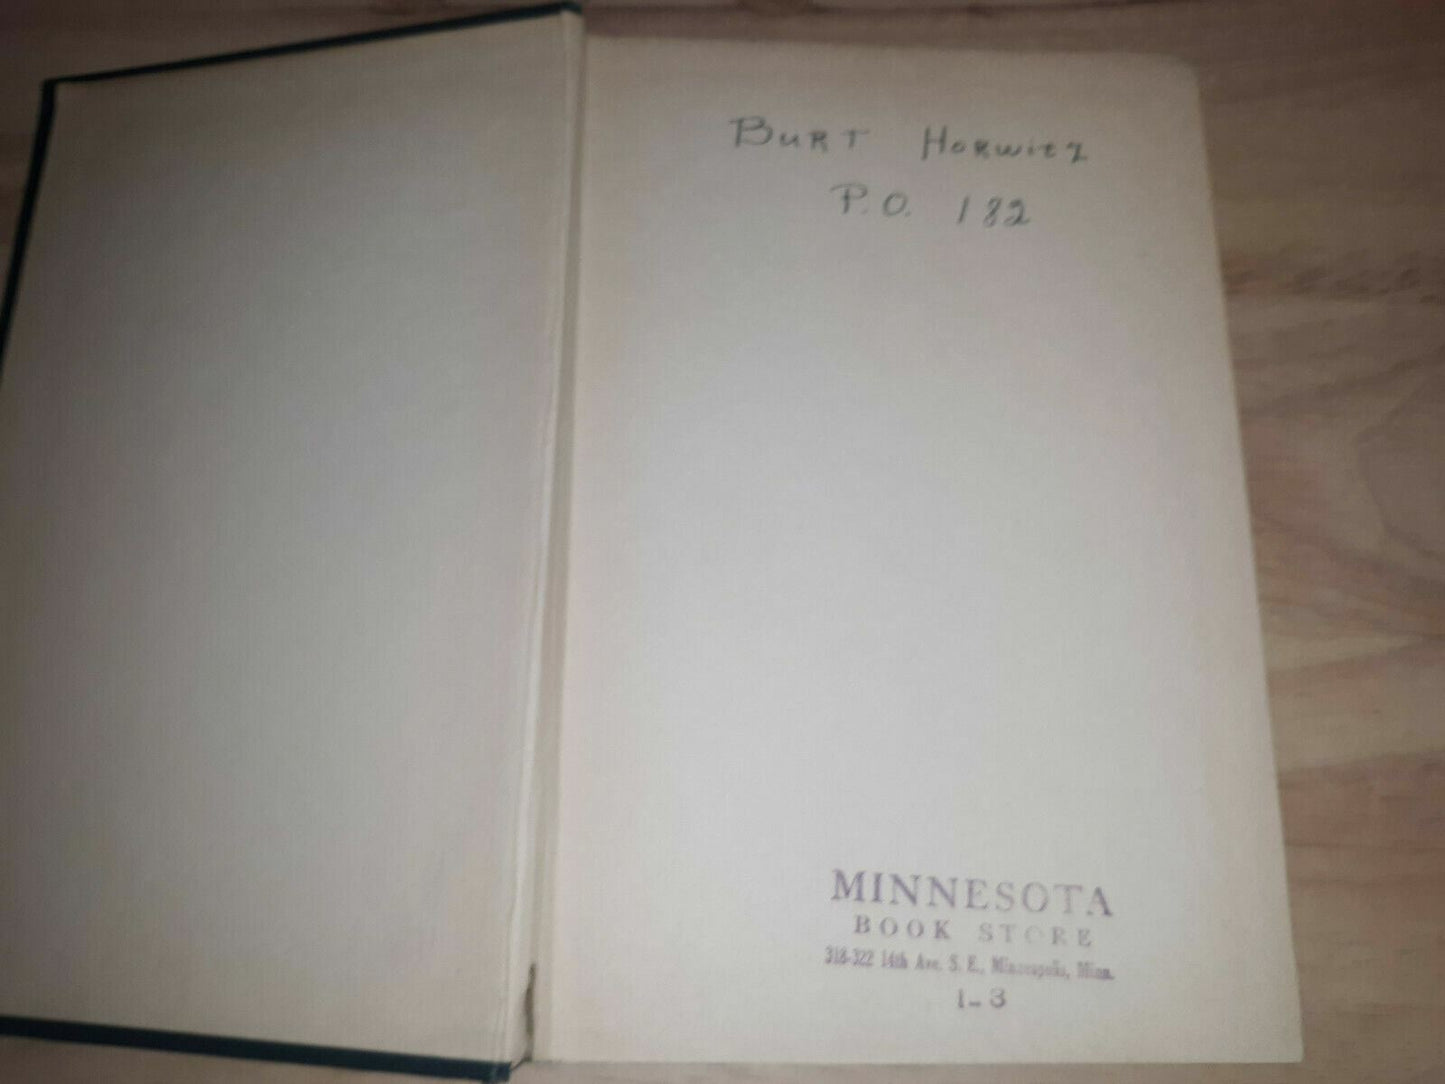 BURT HORWITZ
P.O. 182
MINNESOTA
BOOK STORE
318-322 14th Ave. S. E., Minneapolis, Minn.
1-3